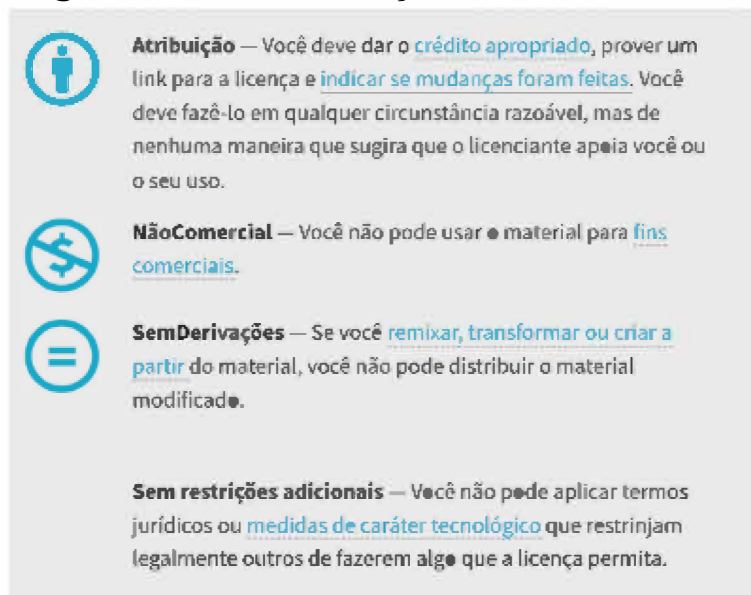 Atribuição — Você deve dar o crédito apropriado, prover um
link para a licença e indicar se mudanças foram feitas. Você
deve fazê-lo em qualquer circunstância razoável, mas de
nenhuma maneira que sugira que o licenciante apoia você ou
o seu uso.
NãoComercial — Você não pode usar o material para fins
comerciais.
SemDerivações — Se você remixar, transformar ou criar a
partir do material, você não pode distribuir o material
modificado.
Sem restrições adicionais — Você não pode aplicar termos
jurídicos ou medidas de caráter tecnológico que restrinjam
legalmente outros de fazerem algo que a licença permita.